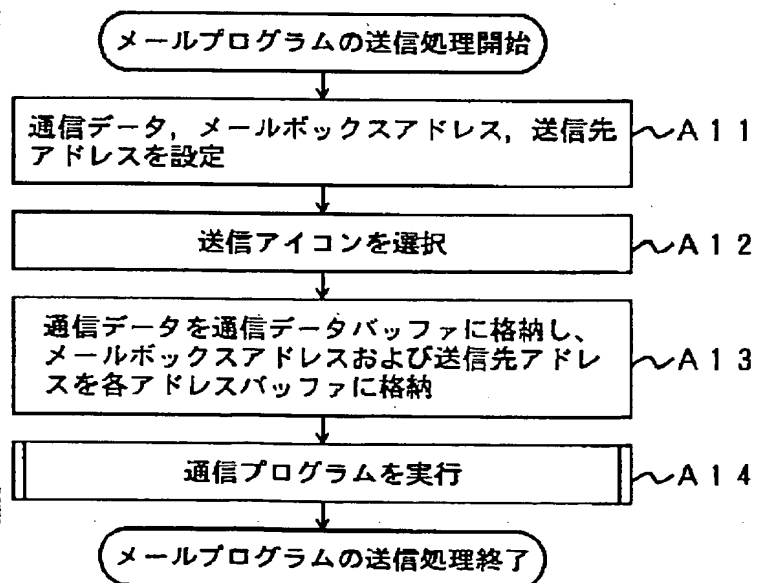 メールプログラムの送信処理開始
通信データ，メールボックスアドレス，送信先
アドレスを設定
A11
送信アイコンを選択
A12
通信データを通信データバッファに格納し、
メールボックスアドレスおよび送信先アドレ
スを各アドレスバッファに格納
A13
通信プログラムを実行
A14
メールプログラムの送信処理終了